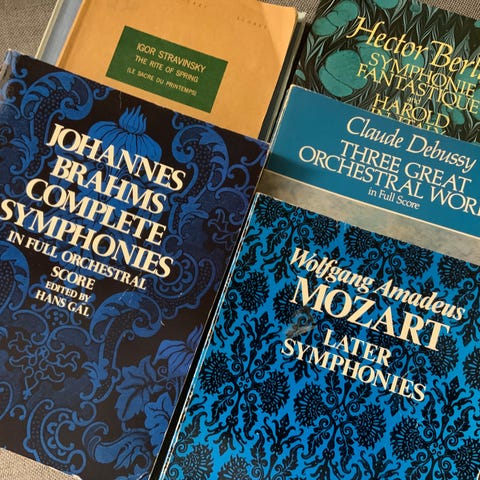 IGOR STRAVINSKY
THE RITE OF SPRING
(LE SACRE DU PRINTEMPS)
Hector Berl
SYMPHONIE
FANTASTIQUE
and
HAROLD
Claude Debussy
THREE GREAT
ORCHESTRAL WORK
in Full Score
JOHANNES
BRAHMS
COMPLETE
SYMPHONIES
IN FULL ORCHESTRAL
SCORE
EDITED BY
HANS GAL
Wolfgang Amadeus
MOZART
LATER
SYMPHONIES